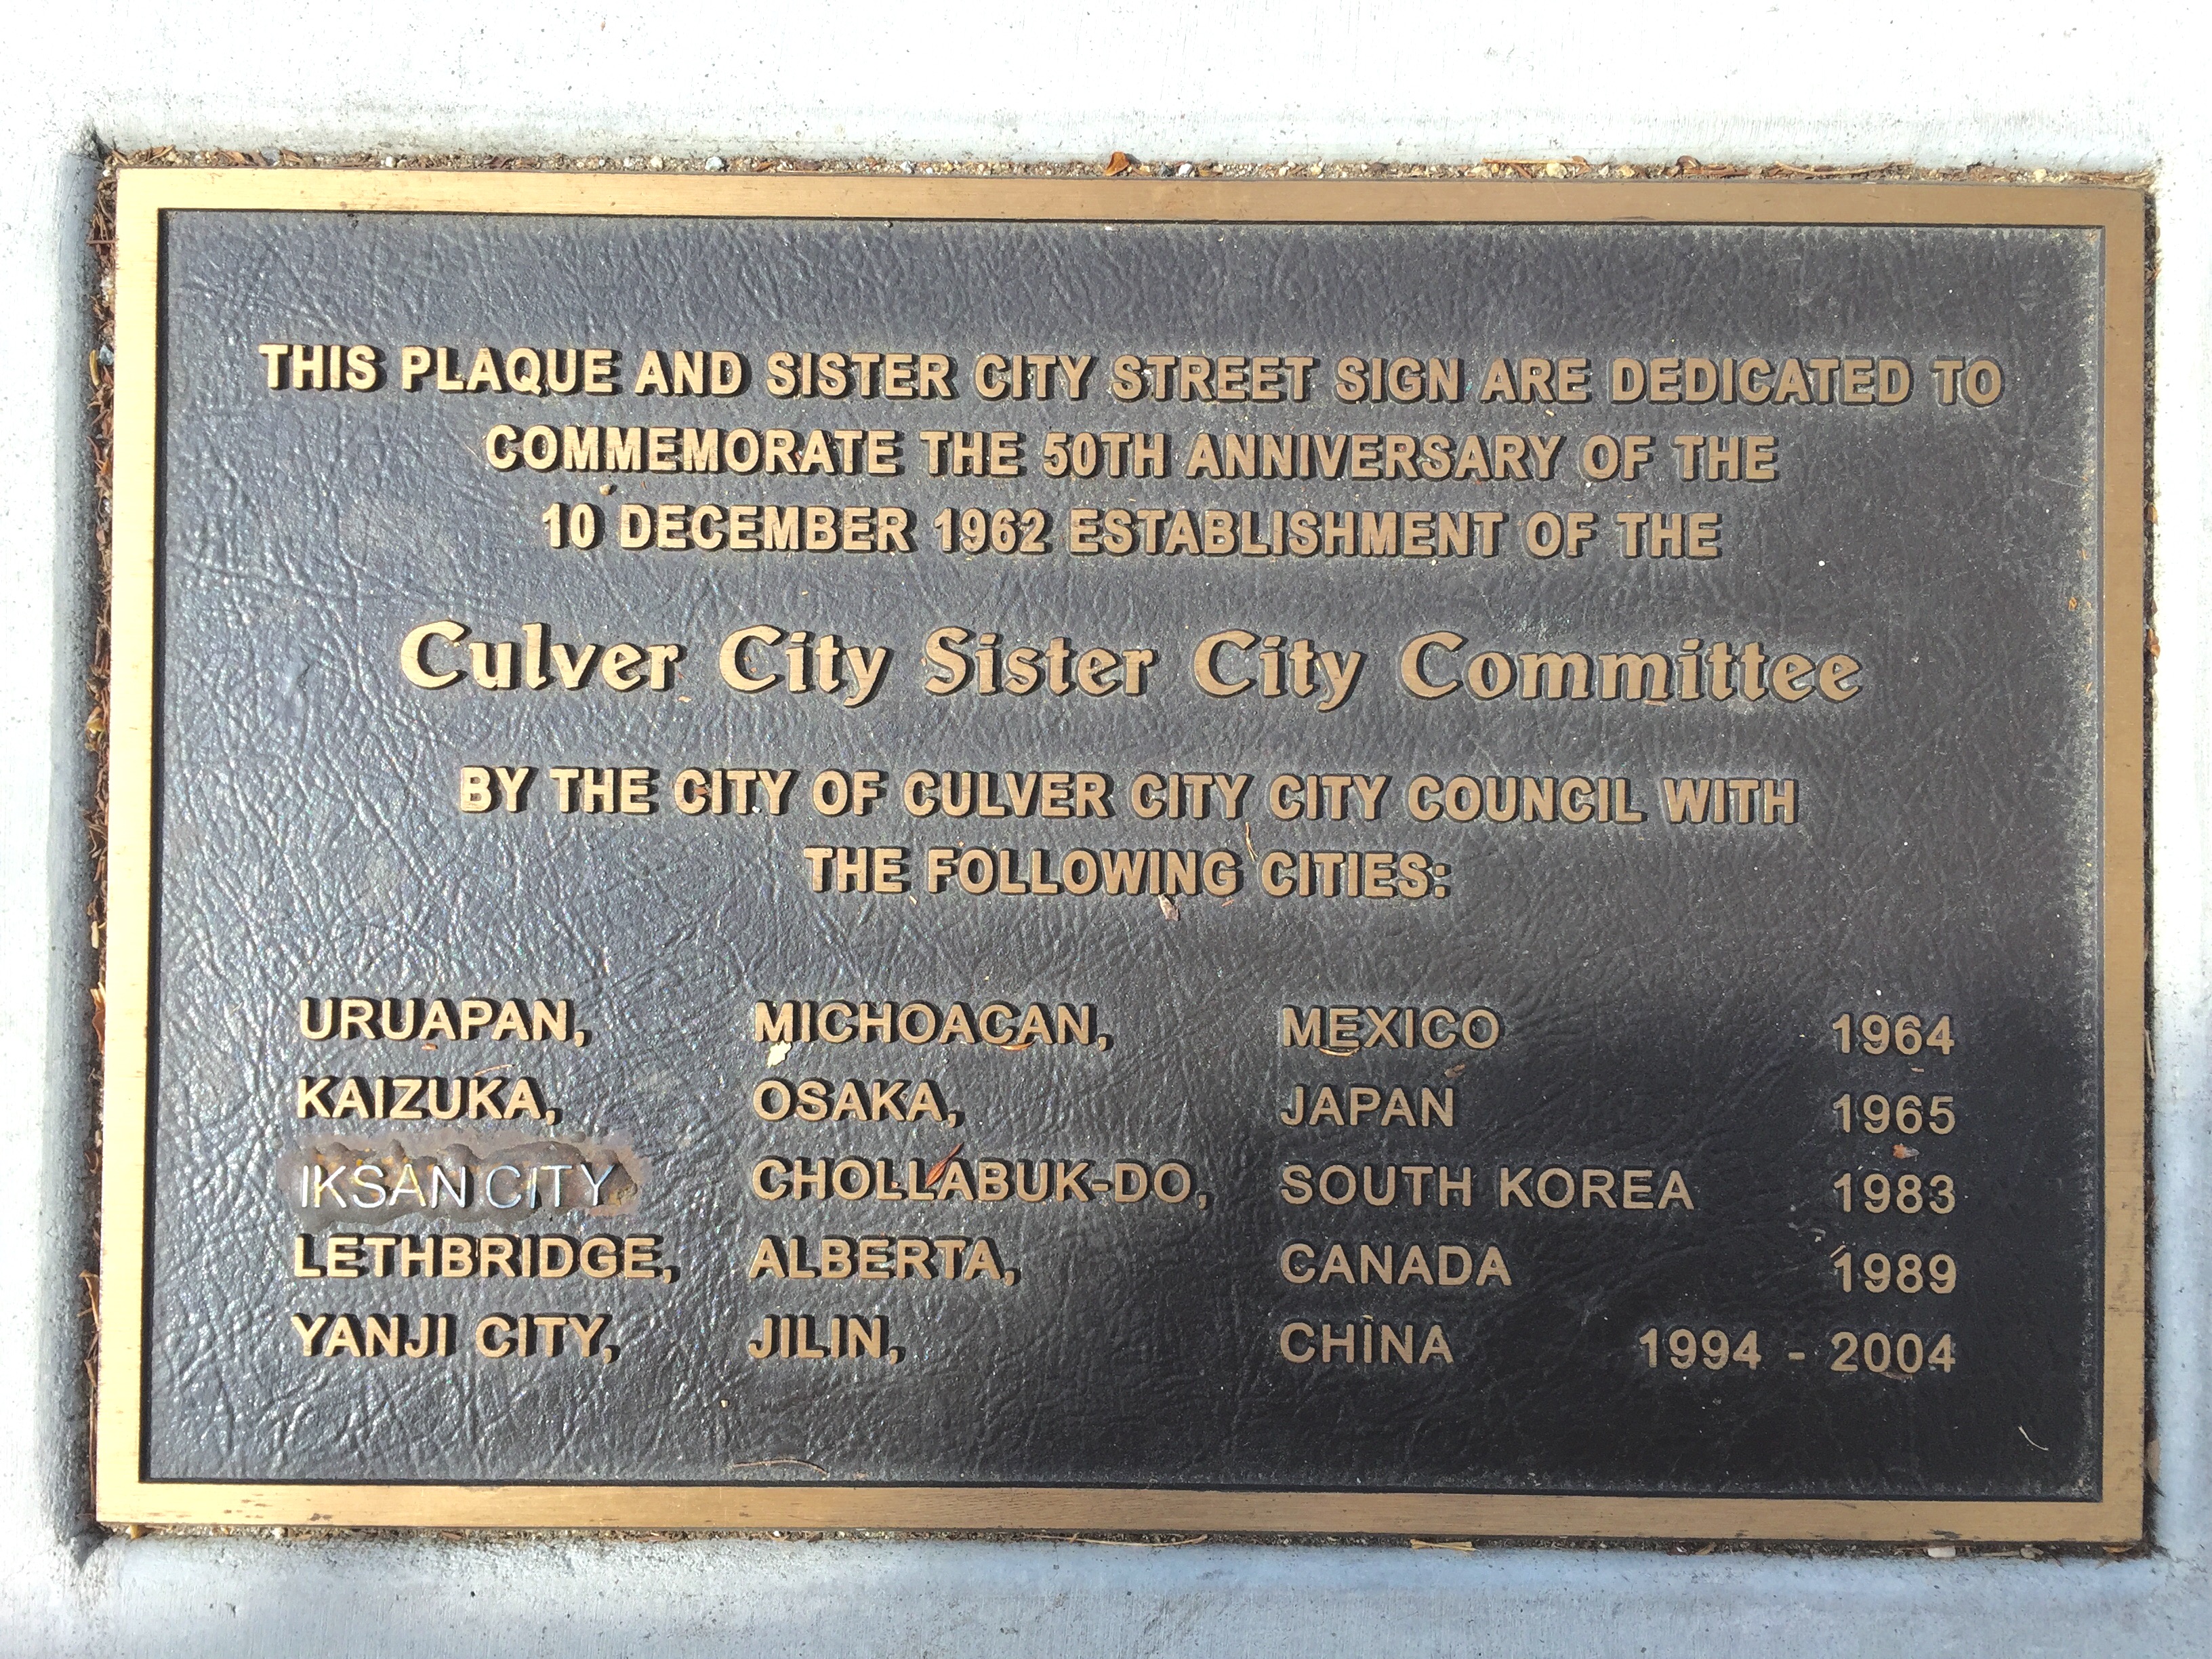 THIS PLAQUE AND SISTER CITY STREET SIGN ARE DEDICATED TO
COMMEMORATE THE 50TH ANNIVERSARY OF THE
10 DECEMBER 1962 ESTABLISHMENT OF THE
Culver City Sister City Committee
BY THE CITY OF CULVER CITY CITY COUNCIL WITH
THE FOLLOWING CITIES:
URUAPAN, MICHOACAN, MEXICO 1964
KAIZUKA, OSAKA, JAPAN 1965
IKSAN CITY CHOLLABUK-DO, SOUTH KOREA 1983
LETHBRIDGE, ALBERTA, CANADA 1989
YANJI CITY, JILIN, CHINA 1994 - 2004